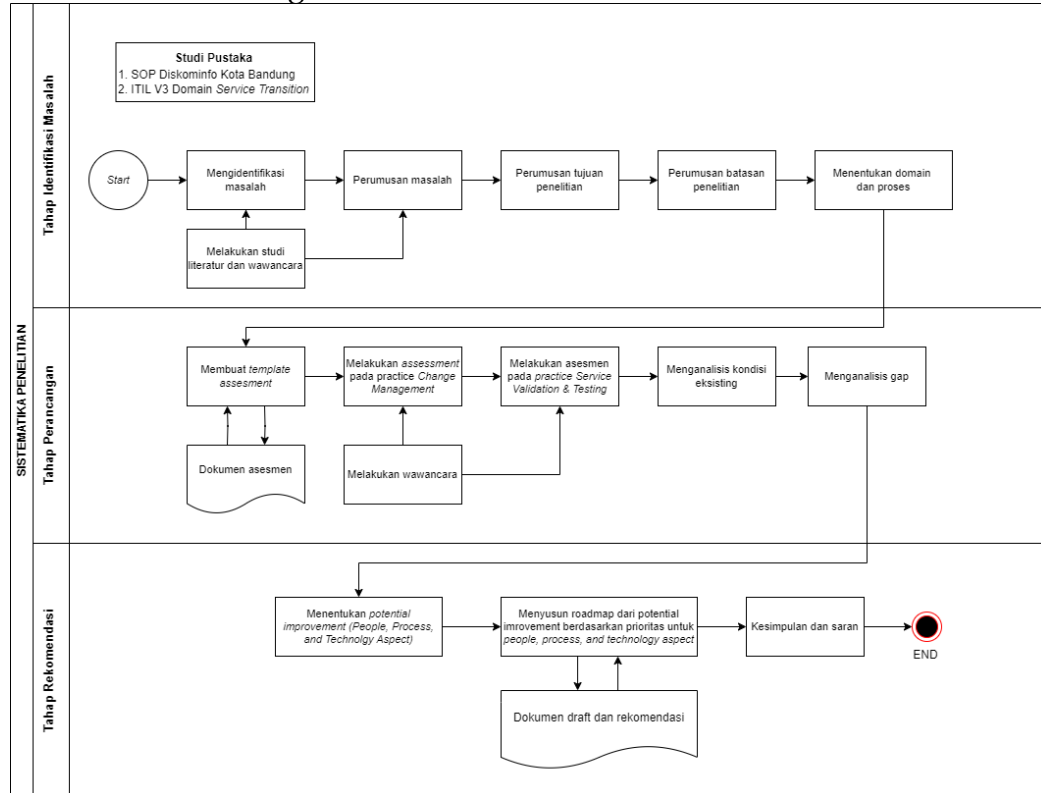 SISTEMATIKA PENELITIAN
Tahap Identifikasi Masalah
Studi Pustaka
1. SOP Diskominfo Kota Bandung
2. ITIL V3 Domain Service Transition
Start
Mengidentifikasi
masalah
Perumusan masalah
Perumusan tujuan
penelitian
Perumusan batasan
penelitian
Menentukan domain
dan proses
Melakukan studi
literatur dan wawancara
Tahap Perancangan
Membuat template
assesment
Melakukan assessment
pada practice Change
Management
Melakukan asesmen
pada practice Service
Validation & Testing
Menganalisis kondisi
eksisting
Menganalisis gap
Dokumen asesmen
Melakukan wawancara
Tahap Rekomendasi
Menentukan potential
improvement (People, Process,
and Technolgy Aspect)
Menyusun roadmap dari potential
imrovement berdasarkan prioritas untuk
people, process, and technology aspect
Kesimpulan dan saran
END
Dokumen draft dan rekomendasi